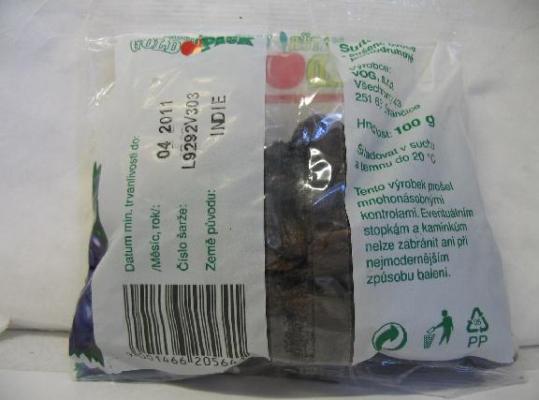 GOLD PACK
Datum min. trvanlivosti do:
/Měsíc, rok/:
04 2011
Číslo šarže:
L9292V303
Země původu:
INDIE
Výrobce:
VOG, s.r.o.
Hmotnost: 100 g
Skladovat v suchu
a temnu do 20 °C
Tento výrobek prošel
mnohonásobnými
kontrolami. Eventuálním
stopkám a kamínkům
nelze zabránit ani při
nejmodernějším
způsobu balení.
PP